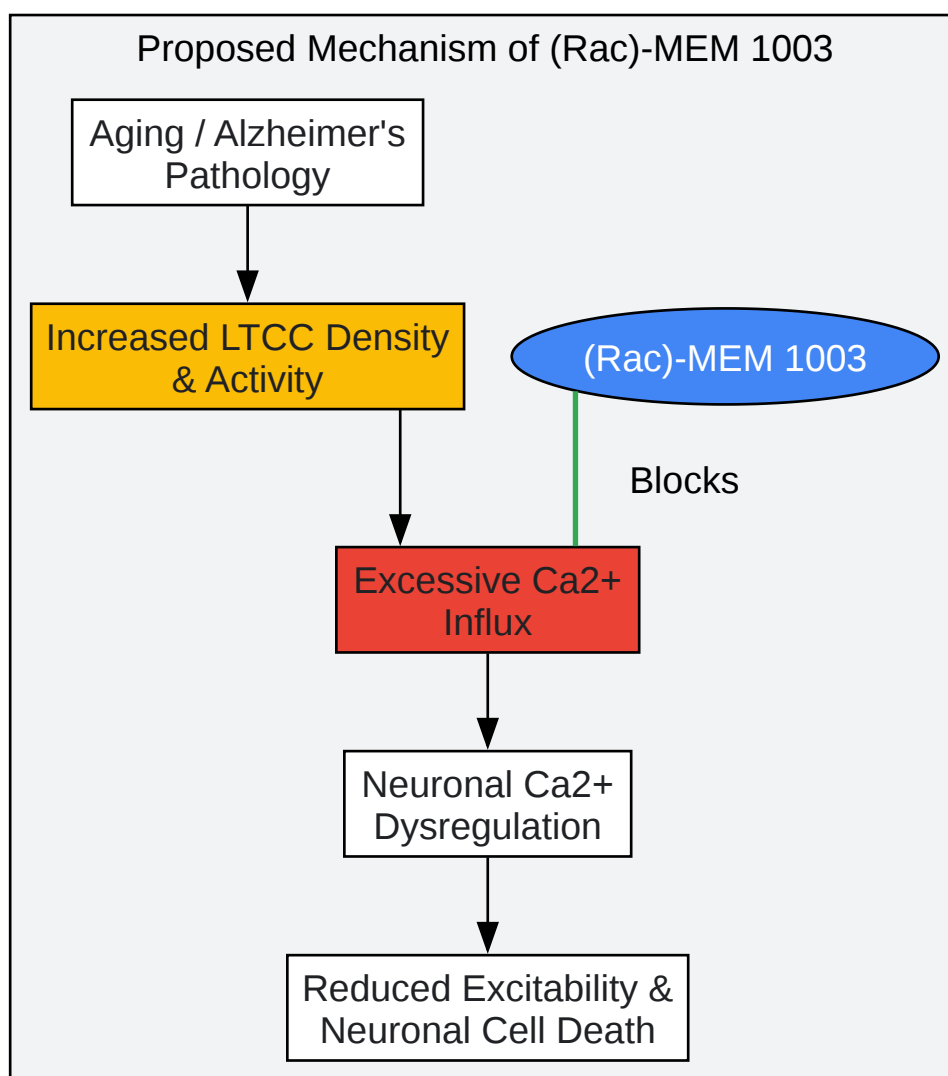 Proposed Mechanism of (Rac)-MEM 1003
Aging / Alzheimer's
Pathology
Increased LTCC Density
& Activity
(Rac)-MEM 1003
Blocks
Excessive Ca2+
Influx
Neuronal Ca2+
Dysregulation
Reduced Excitability &
Neuronal Cell Death